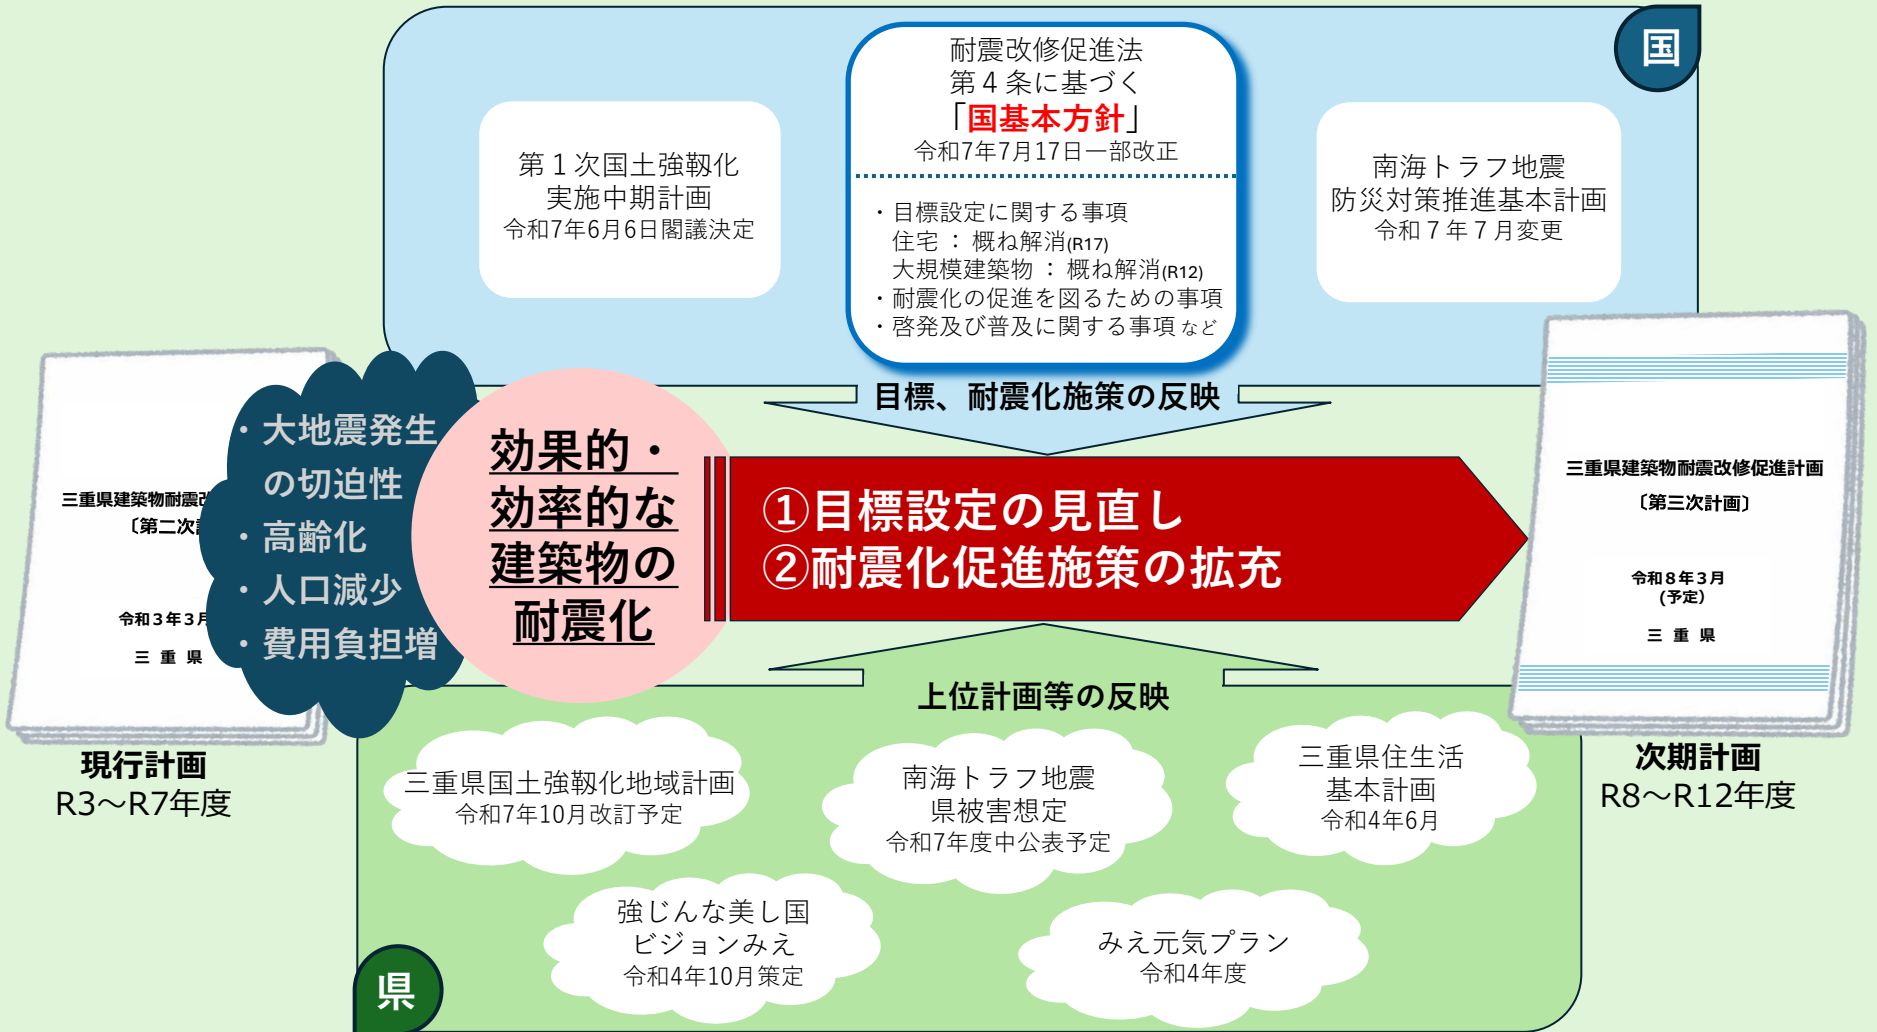 国
第１次国土強靱化
実施中期計画
令和7年6月6日閣議決定
耐震改修促進法
第４条に基づく
「国基本方針」
令和7年7月17日一部改正
・目標設定に関する事項
住宅 ： 概ね解消(R17)
大規模建築物 ： 概ね解消(R12)
・耐震化の促進を図るための事項
・啓発及び普及に関する事項 など
南海トラフ地震
防災対策推進基本計画
令和７年７月変更
目標、耐震化施策の反映
三重県建築物耐震改
〔第二次
令和３年３月
三 重 県
現行計画
R3～R7年度
・大地震発生
の切迫性
・高齢化
・人口減少
・費用負担増
効果的・
効率的な
建築物の
耐震化
①目標設定の見直し
②耐震化促進施策の拡充
三重県建築物耐震改修促進計画
〔第三次計画〕
令和８年３月
(予定)
三 重 県
次期計画
R8～R12年度
上位計画等の反映
三重県国土強靱化地域計画
令和7年10月改訂予定
南海トラフ地震
県被害想定
令和7年度中公表予定
三重県住生活
基本計画
令和4年6月
強じんな美し国
ビジョンみえ
令和4年10月策定
みえ元気プラン
令和4年度
県